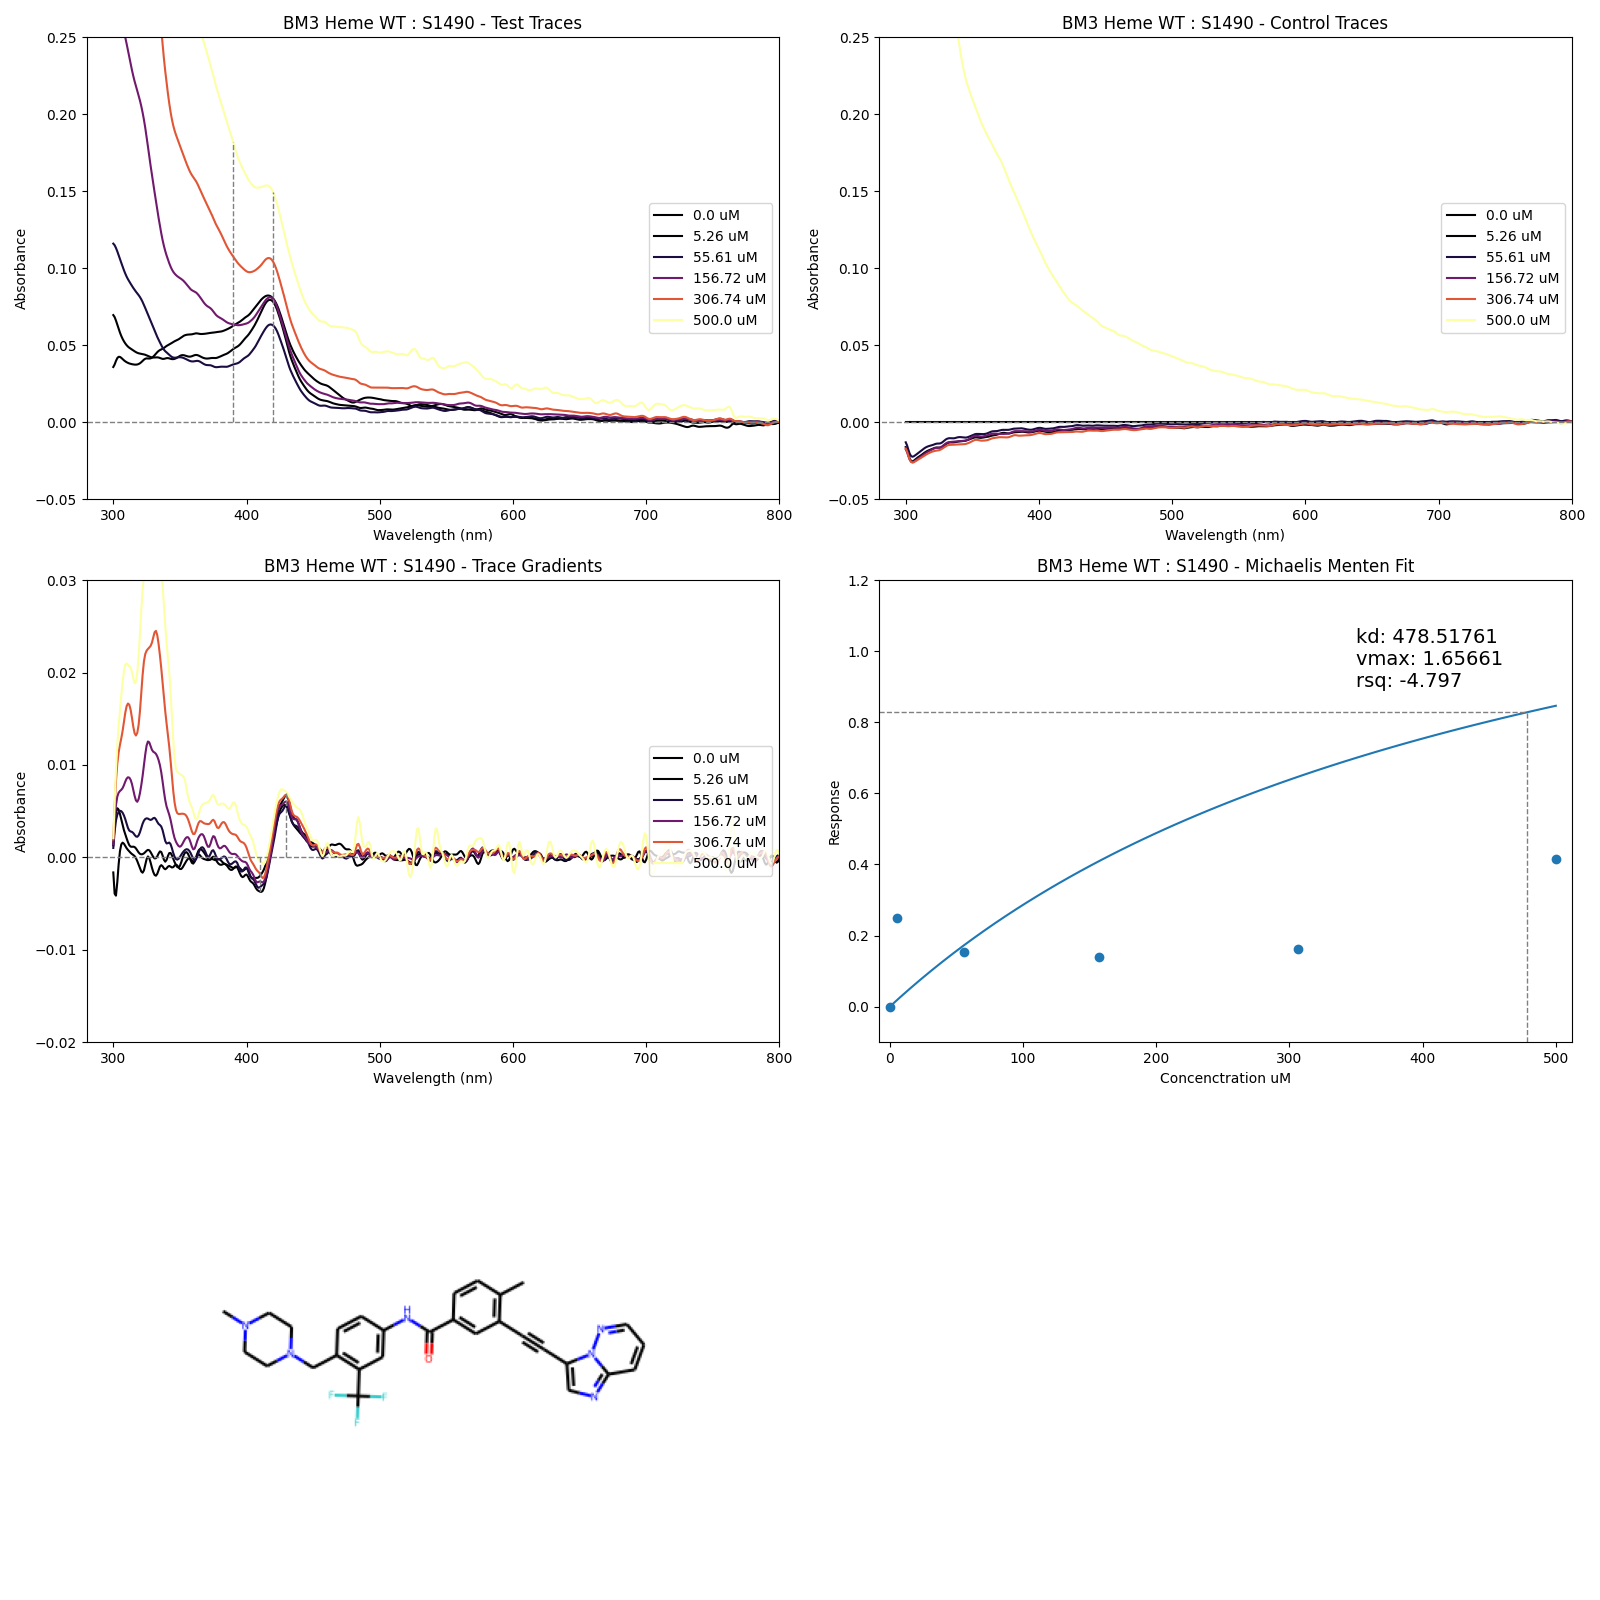 BM3 Heme WT : S1490 - Test Traces
0.25
0.20
0.15
0.10
0.05
0.00
−0.05
Absorbance
300 400 500 600 700 800
Wavelength (nm)
0.0 uM
5.26 uM
55.61 uM
156.72 uM
306.74 uM
500.0 uM
BM3 Heme WT : S1490 - Control Traces
0.25
0.20
0.15
0.10
0.05
0.00
−0.05
Absorbance
300 400 500 600 700 800
Wavelength (nm)
0.0 uM
5.26 uM
55.61 uM
156.72 uM
306.74 uM
500.0 uM
BM3 Heme WT : S1490 - Trace Gradients
0.03
0.02
0.01
0.00
−0.01
−0.02
Absorbance
300 400 500 600 700 800
Wavelength (nm)
0.0 uM
5.26 uM
55.61 uM
156.72 uM
306.74 uM
500.0 uM
BM3 Heme WT : S1490 - Michaelis Menten Fit
1.2
1.0
0.8
0.6
0.4
0.2
0.0
Response
0 100 200 300 400 500
Concenctration uM
kd: 478.51761
vmax: 1.65661
rsq: -4.797
H
N
N
N
O
F
F
F
N
N
N